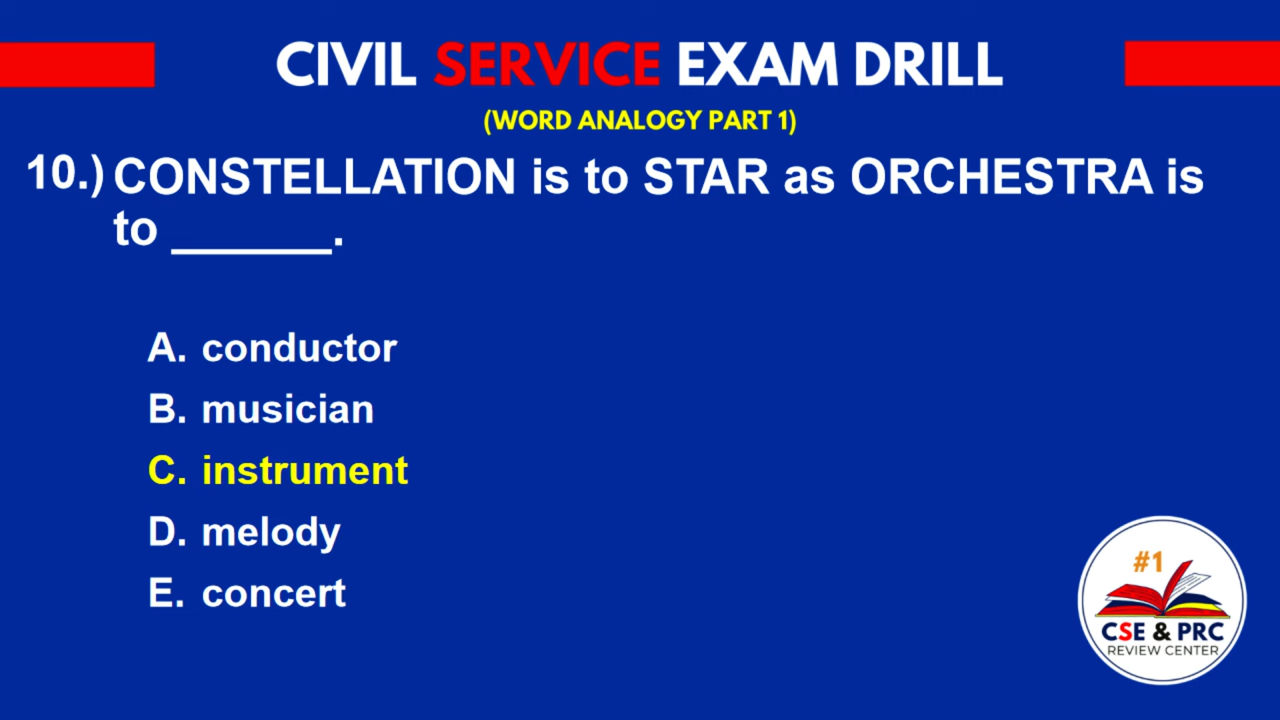 CIVIL SERVICE EXAM DRILL
(WORD ANALOGY PART 1)
10.) CONSTELLATION is to STAR as ORCHESTRA is
to ______.
A. conductor
B. musician
C. instrument
D. melody
E. concert
#1
CSE & PRC
REVIEW CENTER